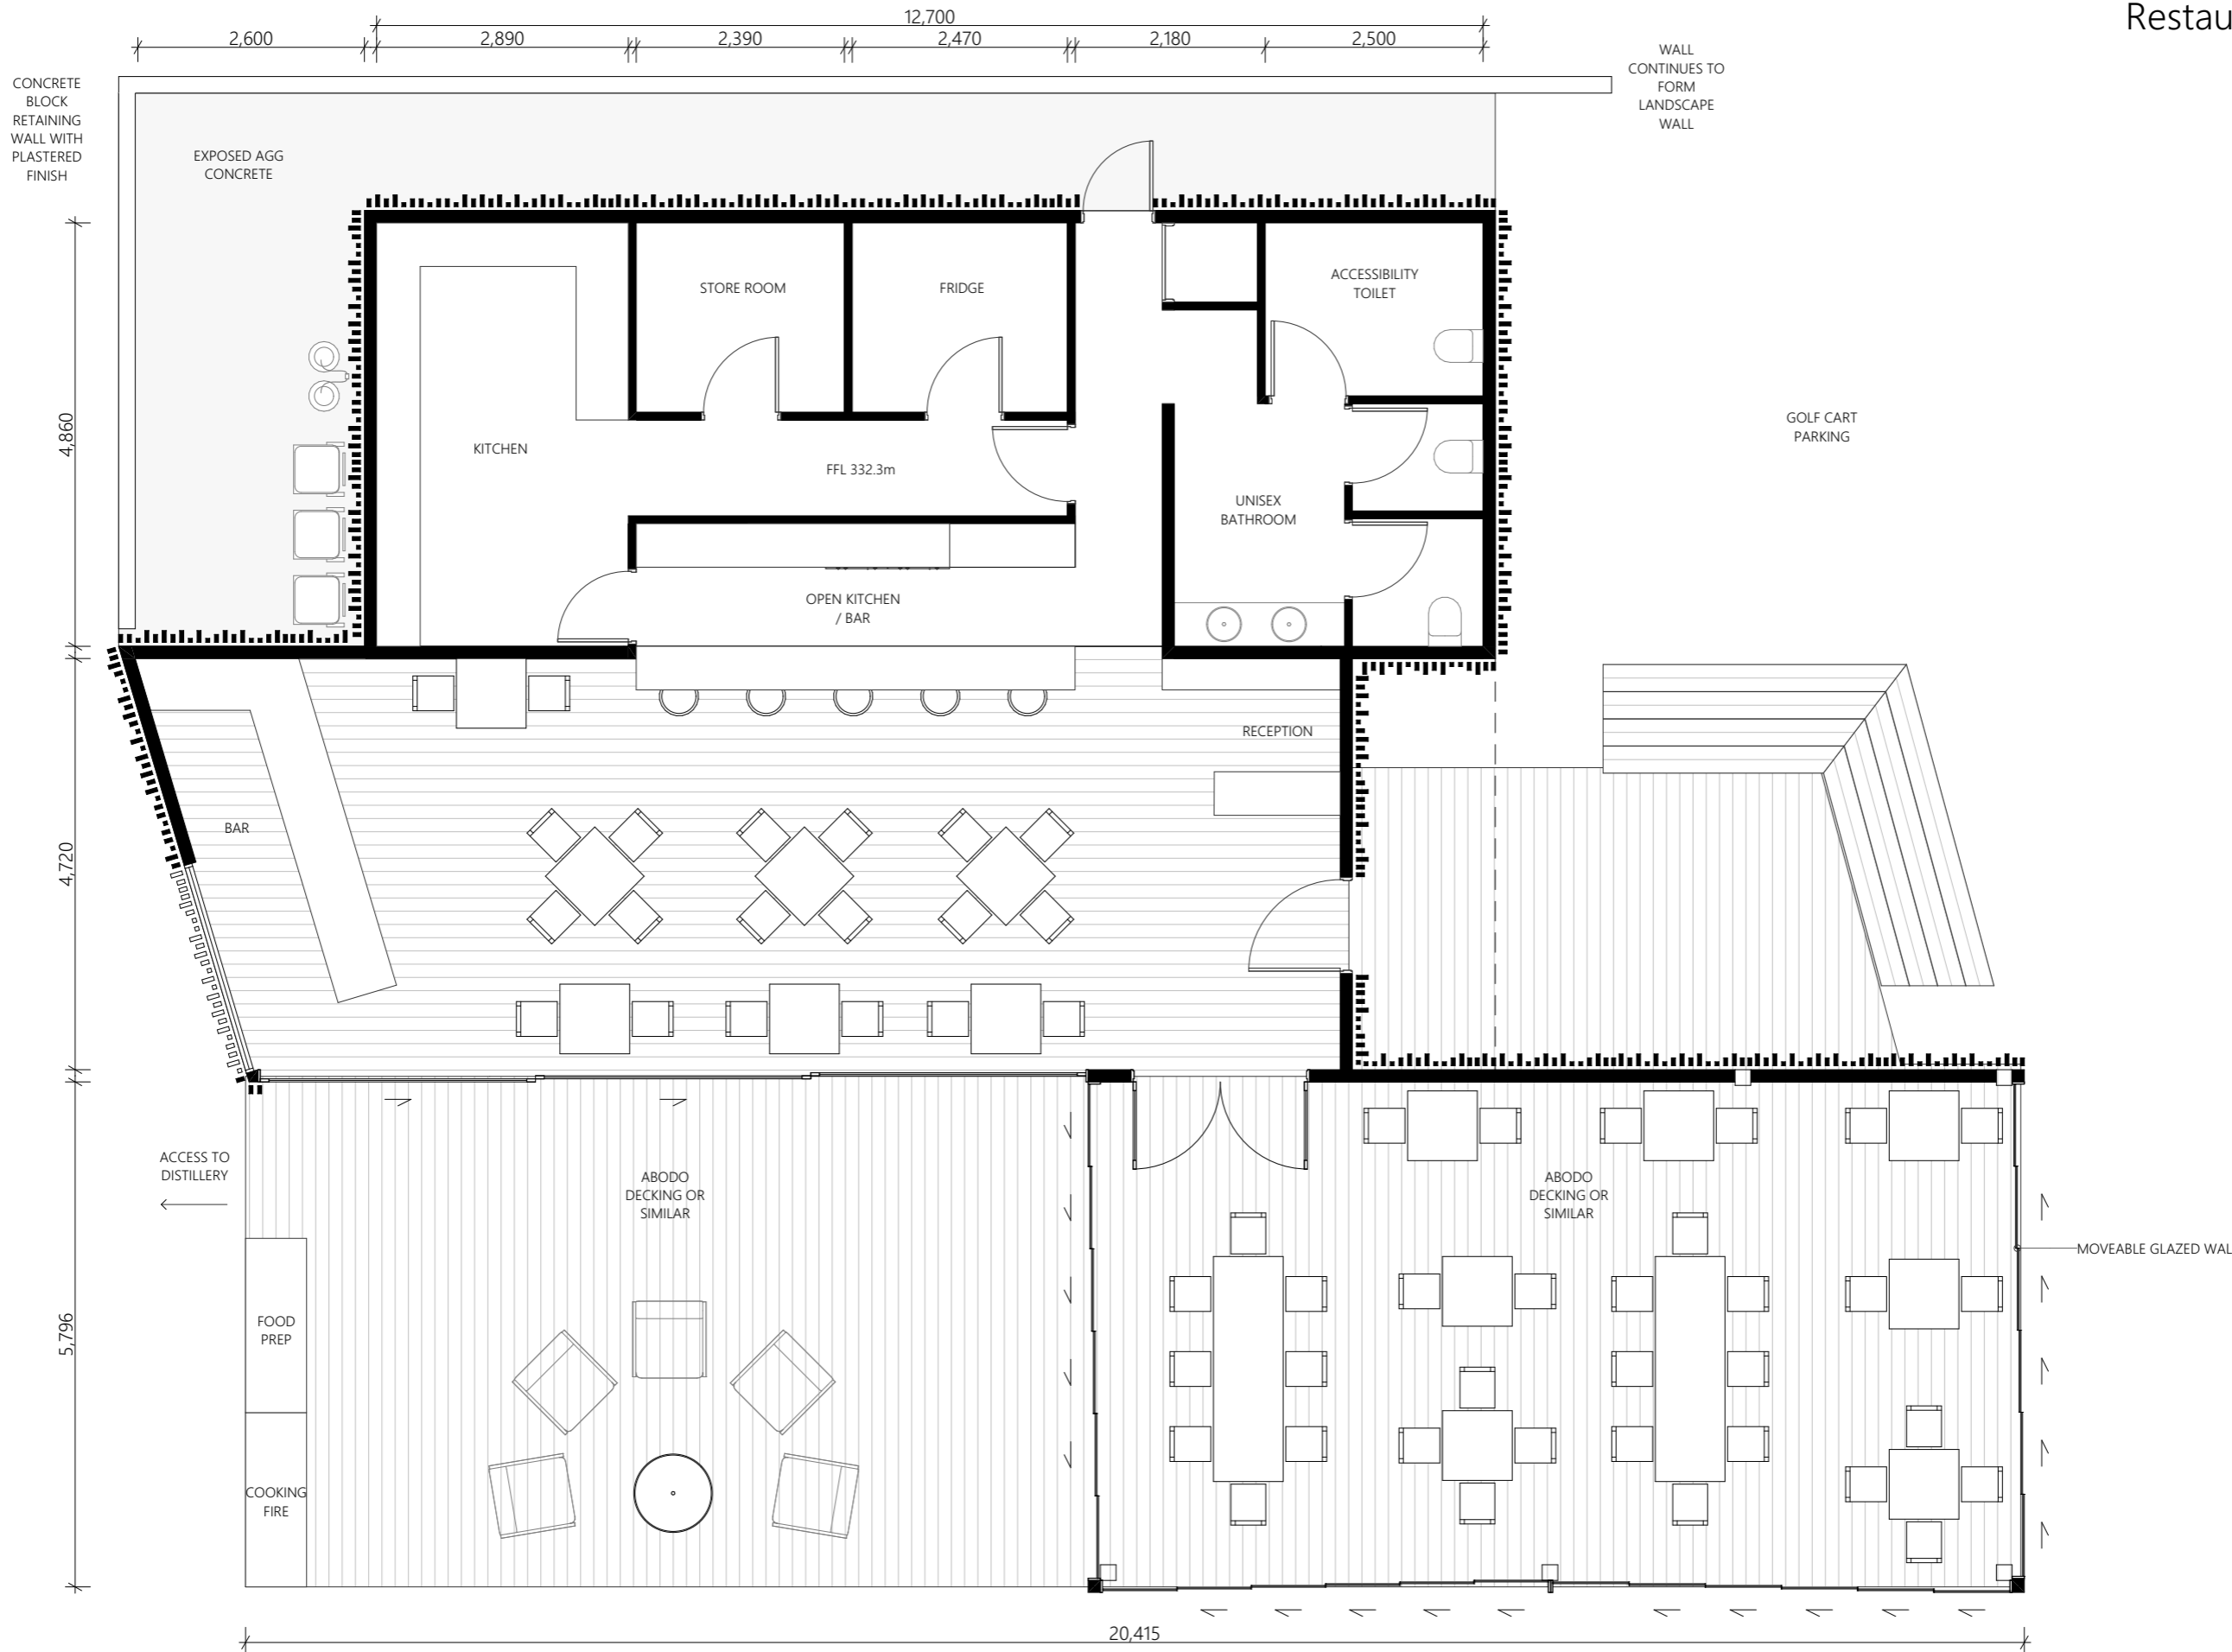 Restau
12,700
2,600
2,890
2,390
2,470
2,180
2,500
WALL
CONTINUES TO
FORM
LANDSCAPE
WALL
CONCRETE
BLOCK
RETAINING
WALL WITH
PLASTERED
FINISH
EXPOSED AGG
CONCRETE
STORE ROOM
FRIDGE
ACCESSIBILITY
TOILET
4,860
KITCHEN
FFL 332.3m
GOLF CART
PARKING
UNISEX
BATHROOM
OPEN KITCHEN
/ BAR
RECEPTION
BAR
4,720
ACCESS TO
DISTILLERY
ABODO
DECKING OR
SIMILAR
ABODO
DECKING OR
SIMILAR
MOVEABLE GLAZED WAL
5,796
FOOD
PREP
COOKING
FIRE
20,415